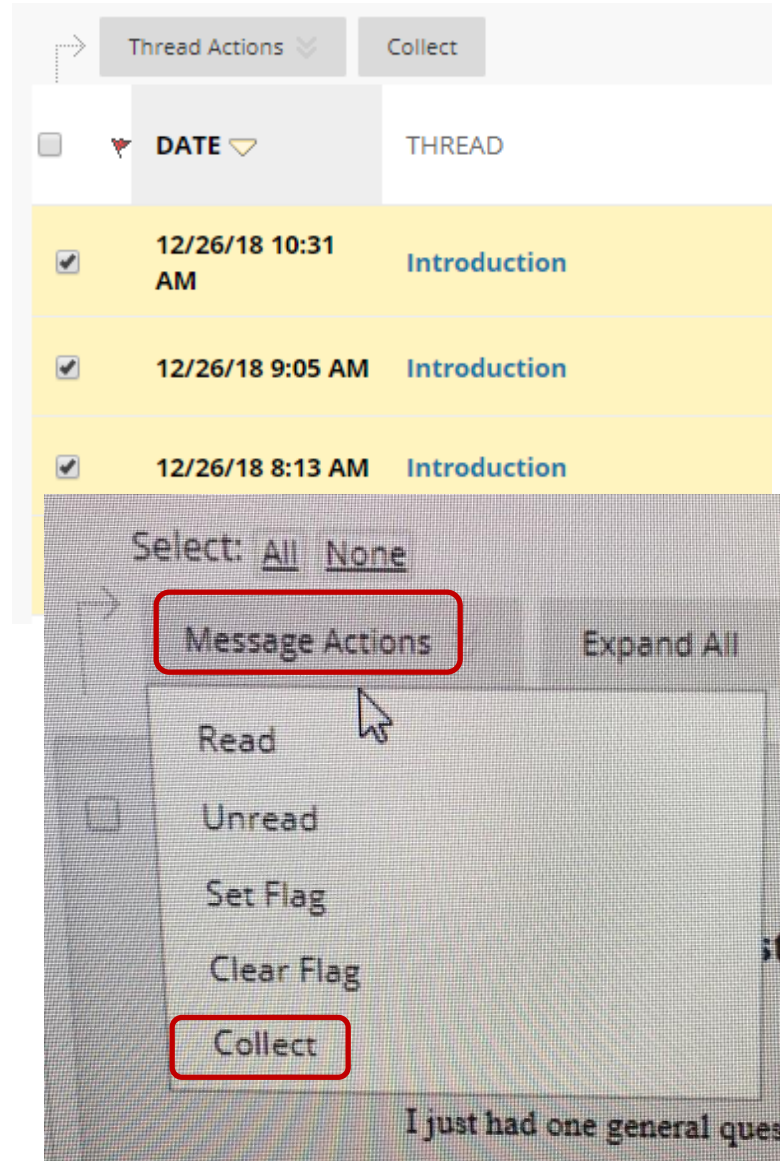 Thread Actions Collect
DATE THREAD
12/26/18 10:31
AM
Introduction
12/26/18 9:05 AM Introduction
12/26/18 8:13 AM Introduction
Select: All None
Message Actions Expand All
Read
Unread
Set Flag
Clear Flag
Collect
I just had one general